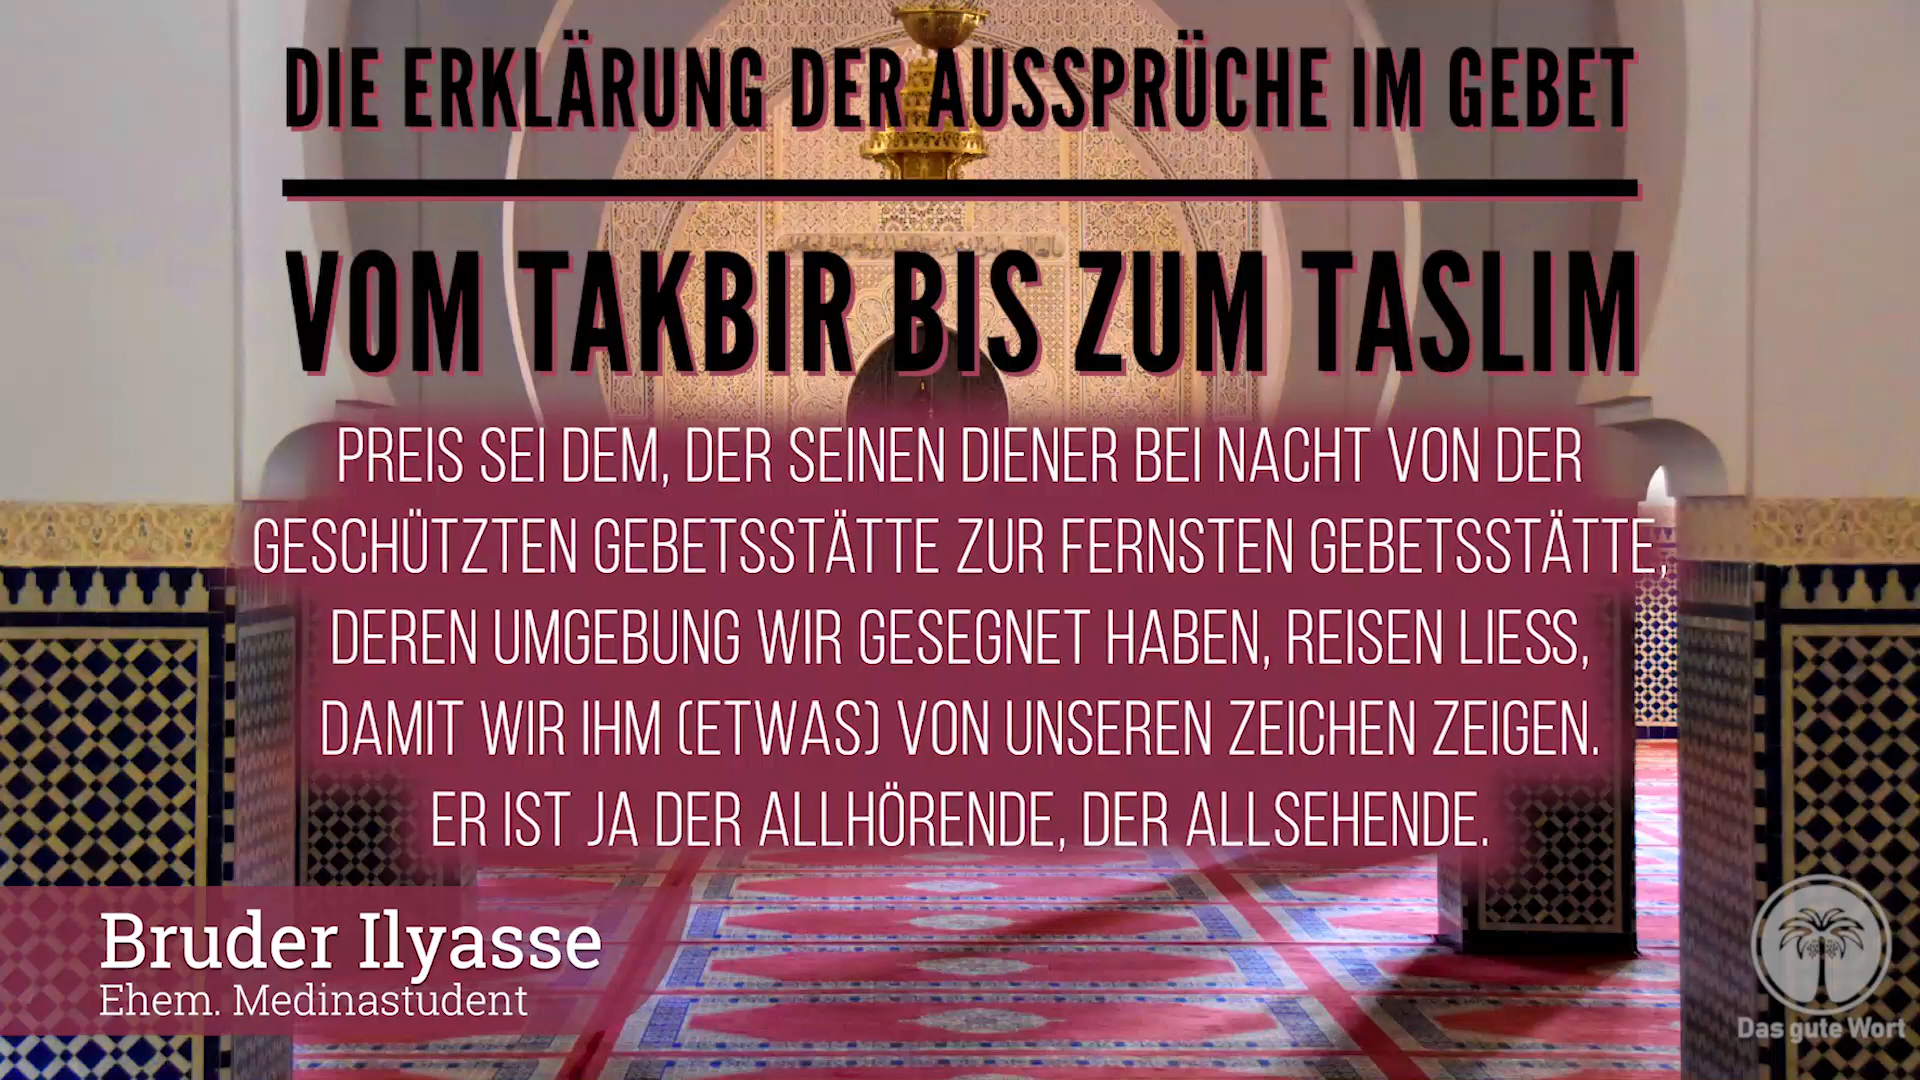 DIE ERKLÄRUNG DER AUSSPRÜCHE IM GEBET
VOM TAKBIR BIS ZUM TASLIM
PREIS SEI DEM, DER SEINEN DIENER BEI NACHT VON DER
GESCHÜTZTEN GEBETSSTÄTTE ZUR FERNSTEN GEBETSSTÄTTE,
DEREN UMGEBUNG WIR GESEGNET HABEN, REISEN LIESS,
DAMIT WIR IHM (ETWAS) VON UNSEREN ZEICHEN ZEIGEN.
ER IST JA DER ALLHÖRENDE, DER ALLSEHENDE.
Bruder Ilyasse
Ehem. Medinastudent
Das gute Wort